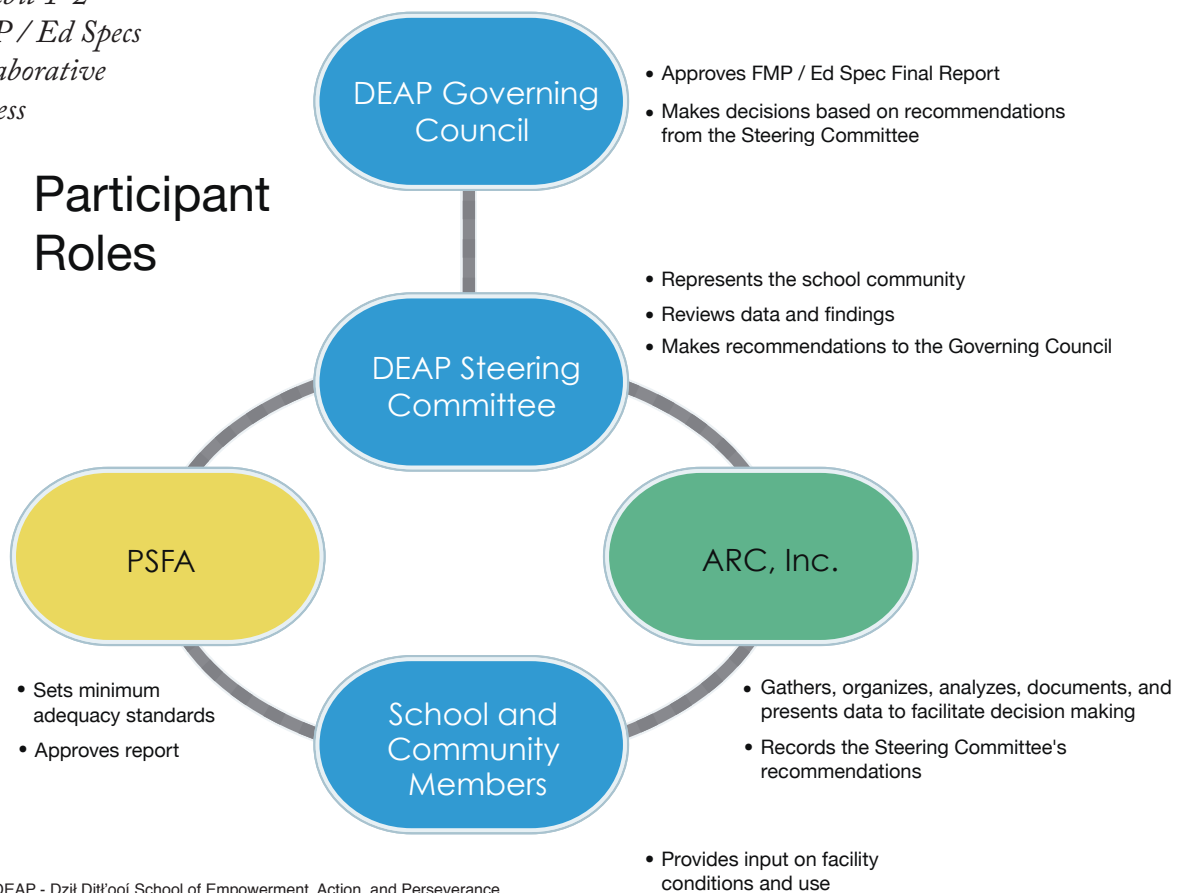 P / Ed Specs
Participant
Roles
DEAP Governing
Council
• Approves FMP / Ed Spec Final Report
• Makes decisions based on recommendations
from the Steering Committee
DEAP Steering
Committee
• Represents the school community
• Reviews data and findings
• Makes recommendations to the Governing Council
PSFA
• Sets minimum
adequacy standards
• Approves report
ARC, Inc.
• Gathers, organizes, analyzes, documents, and
presents data to facilitate decision making
• Records the Steering Committee's
recommendations
School and
Community
Members
• Provides input on facility
conditions and use
DEAP - Dził Ditł'ooí School of Empowerment, Action, and Perseverance